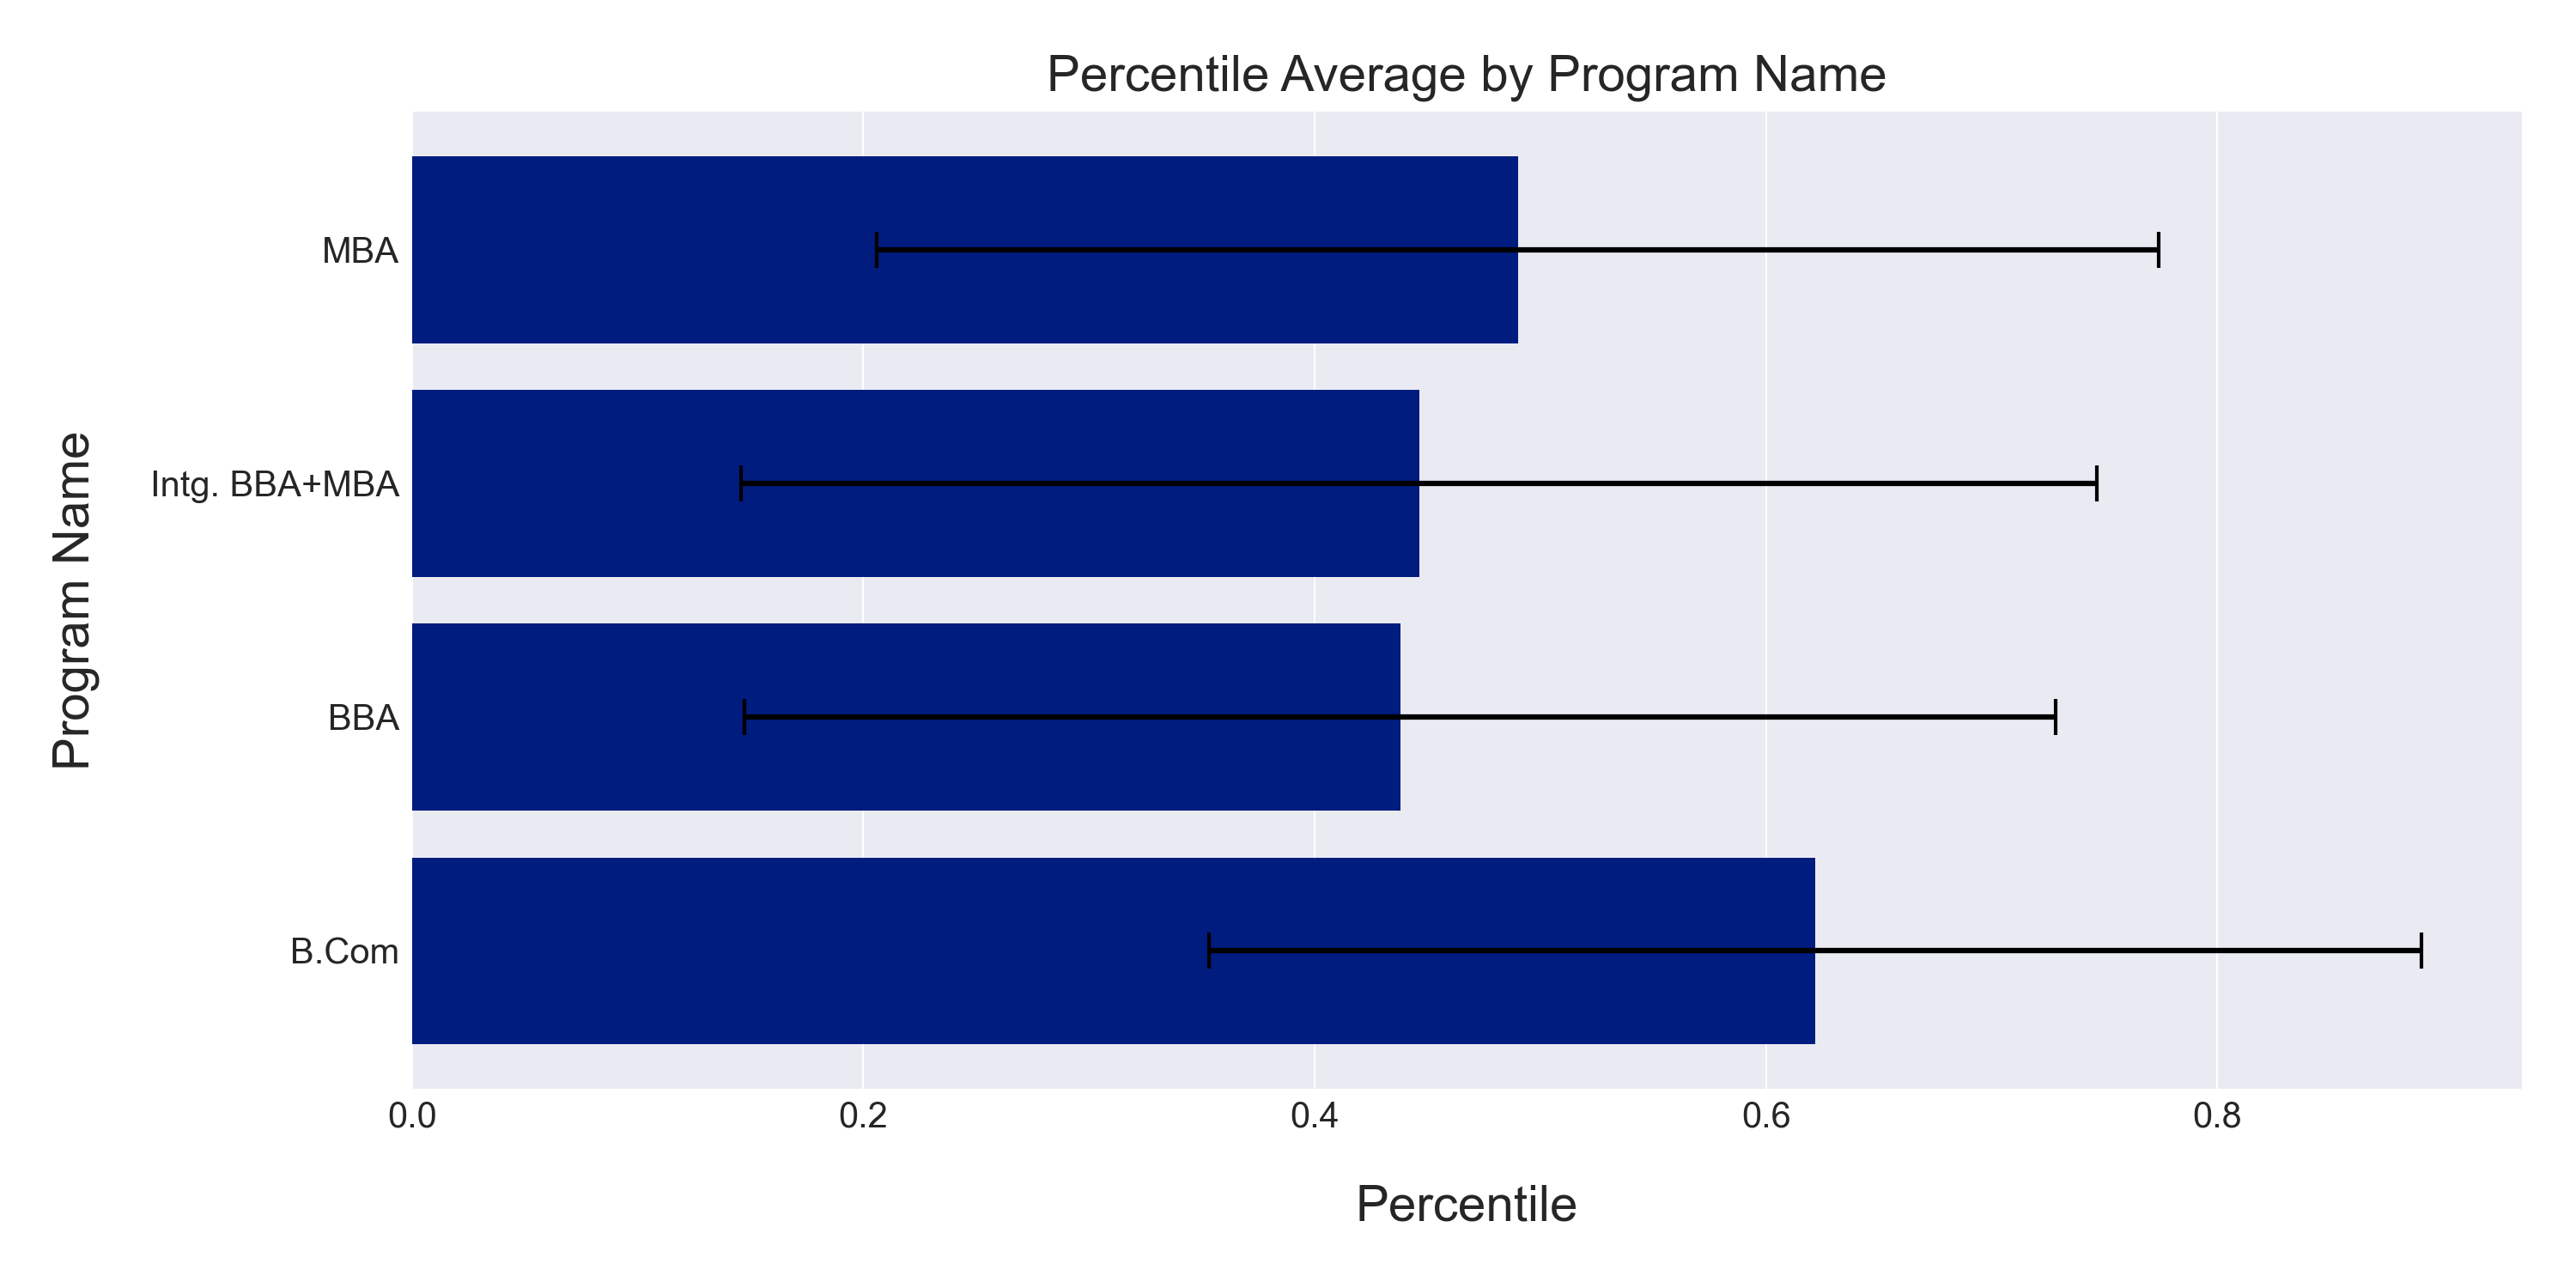 Percentile Average by Program Name
Program Name
MBA
Intg. BBA+MBA
BBA
B.Com
0.0 0.2 0.4 0.6 0.8
Percentile